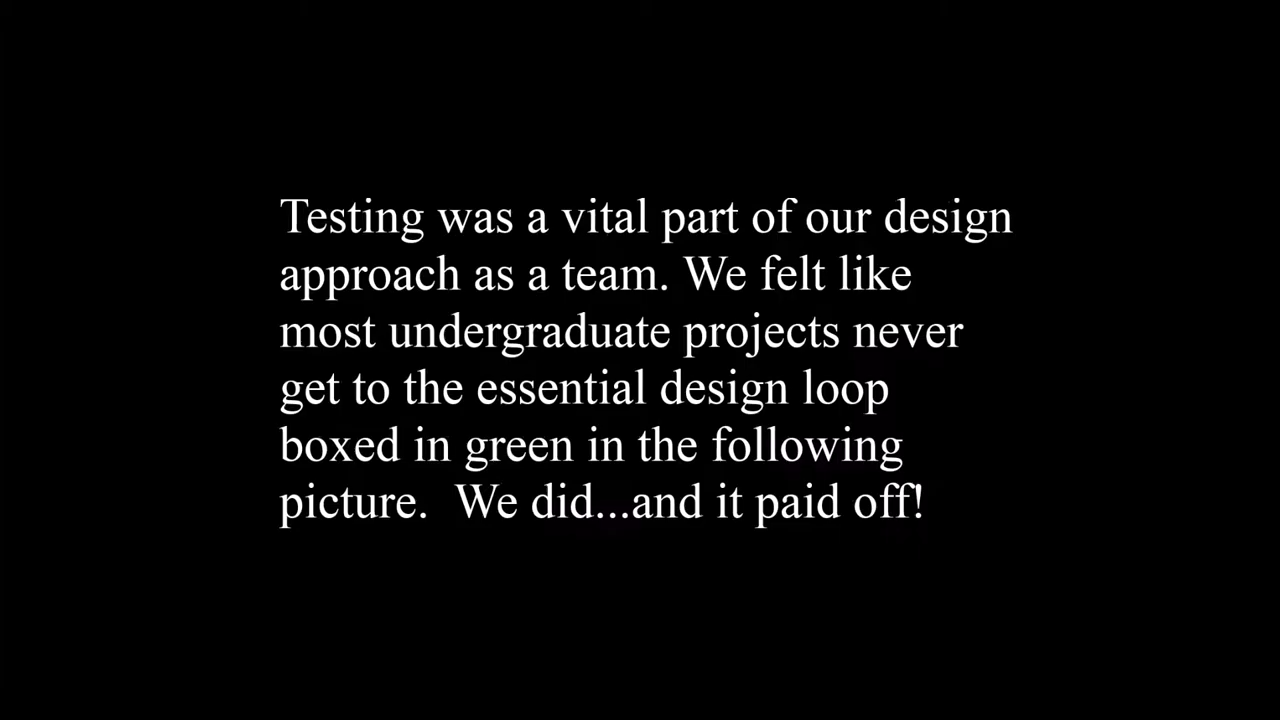 Testing was a vital part of our design
approach as a team. We felt like
most undergraduate projects never
get to the essential design loop
boxed in green in the following
picture.  We did...and it paid off!